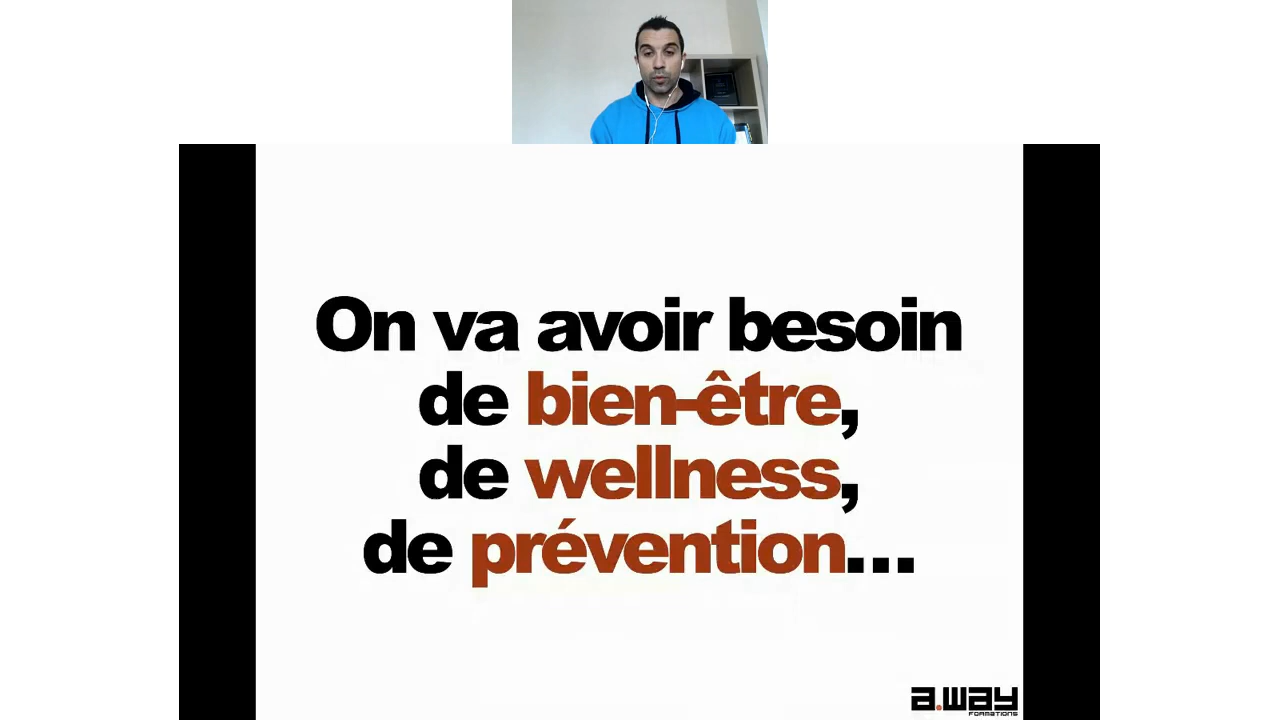 On va avoir besoin
de bien-être,
de wellness,
de prévention...
a.way
FORMATIONS